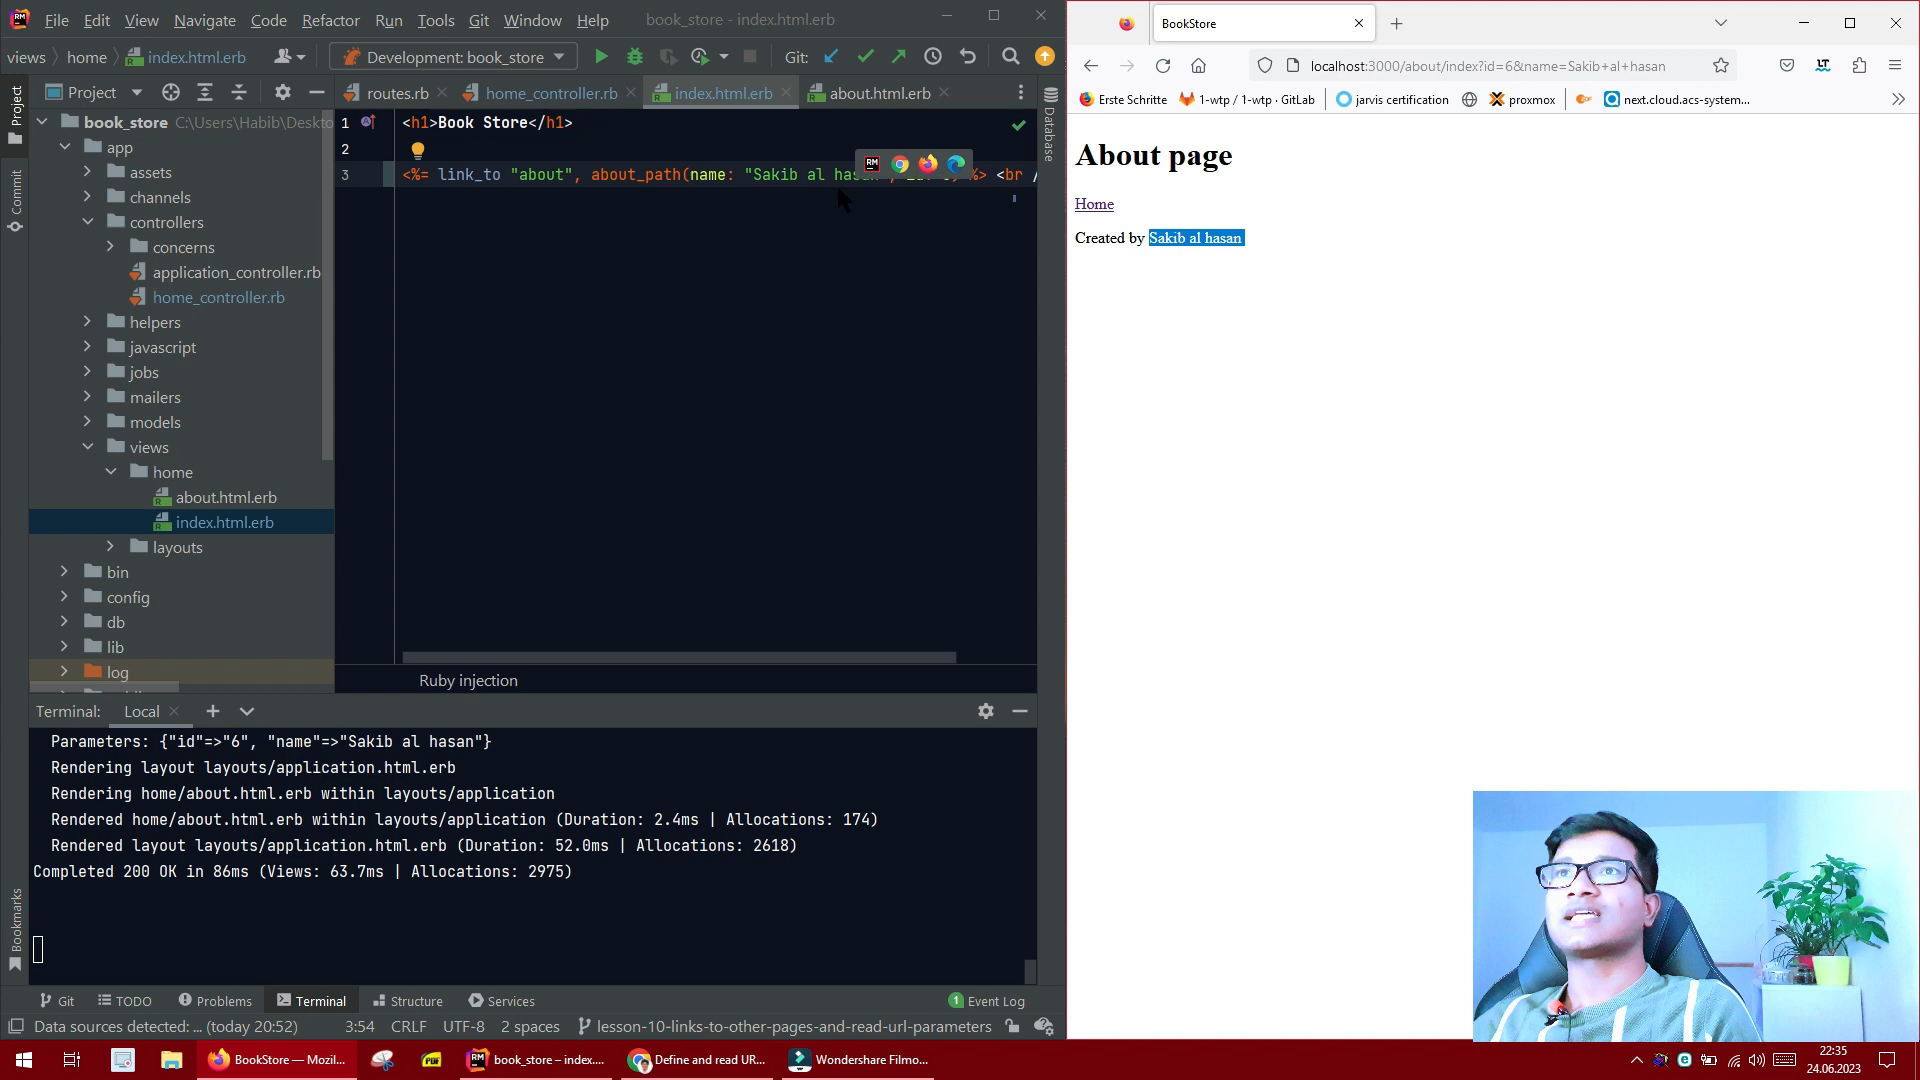 File Edit View Navigate Code Refactor Run Tools Git Window Help book_store - index.html.erb
views home index.html.erb Development: book_store Git:
Project routes.rb home_controller.rb index.html.erb about.html.erb
Project
Commit
Bookmarks
Database
book_store C:\Users\Habib\Deskto
app
assets
channels
controllers
concerns
application_controller.rb
home_controller.rb
helpers
javascript
jobs
mailers
models
views
home
about.html.erb
index.html.erb
layouts
bin
config
db
lib
log
1 <h1>Book Store</h1>
2
3 <%= link_to "about", about_path(name: "Sakib al hasan %> <br /
Ruby injection
Terminal: Local
Parameters: {"id"=>"6", "name"=>"Sakib al hasan"}
Rendering layout layouts/application.html.erb
Rendering home/about.html.erb within layouts/application
Rendered home/about.html.erb within layouts/application (Duration: 2.4ms | Allocations: 174)
Rendered layout layouts/application.html.erb (Duration: 52.0ms | Allocations: 2618)
Completed 200 OK in 86ms (Views: 63.7ms | Allocations: 2975)
Git TODO Problems Terminal Structure Services 1 Event Log
Data sources detected: ... (today 20:52) 3:54 CRLF UTF-8 2 spaces lesson-10-links-to-other-pages-and-read-url-parameters
BookStore
localhost:3000/about/index?id=6&name=Sakib+al+hasan
Erste Schritte 1-wtp / 1-wtp · GitLab jarvis certification proxmox next.cloud.acs-system...
About page
Home
Created by Sakib al hasan
BookStore — Mozil... PDF book_store – index.... Define and read UR... Wondershare Filmo...
22:35
24.06.2023